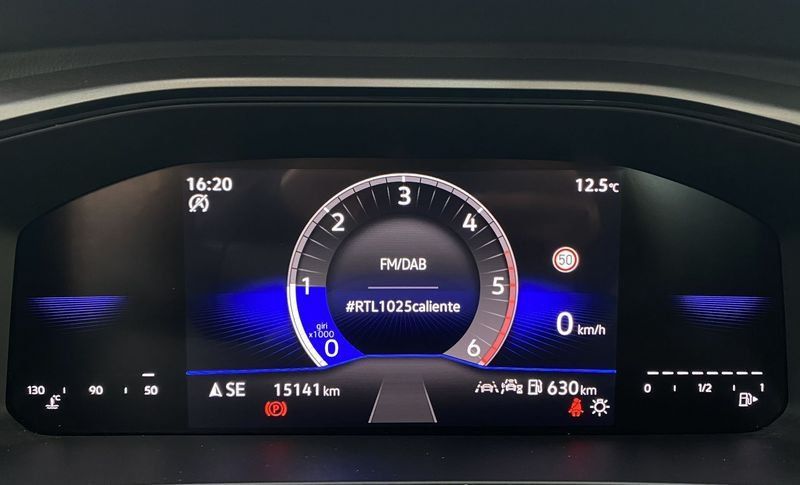 16:20
12.5°C
3
2
4
FM/DAB
50
1
5
#RTL1025caliente
giri
x1000
0
6
0 km/h
130 90 50
°C
SE
15141 km
630 km
0 1/2 1
P